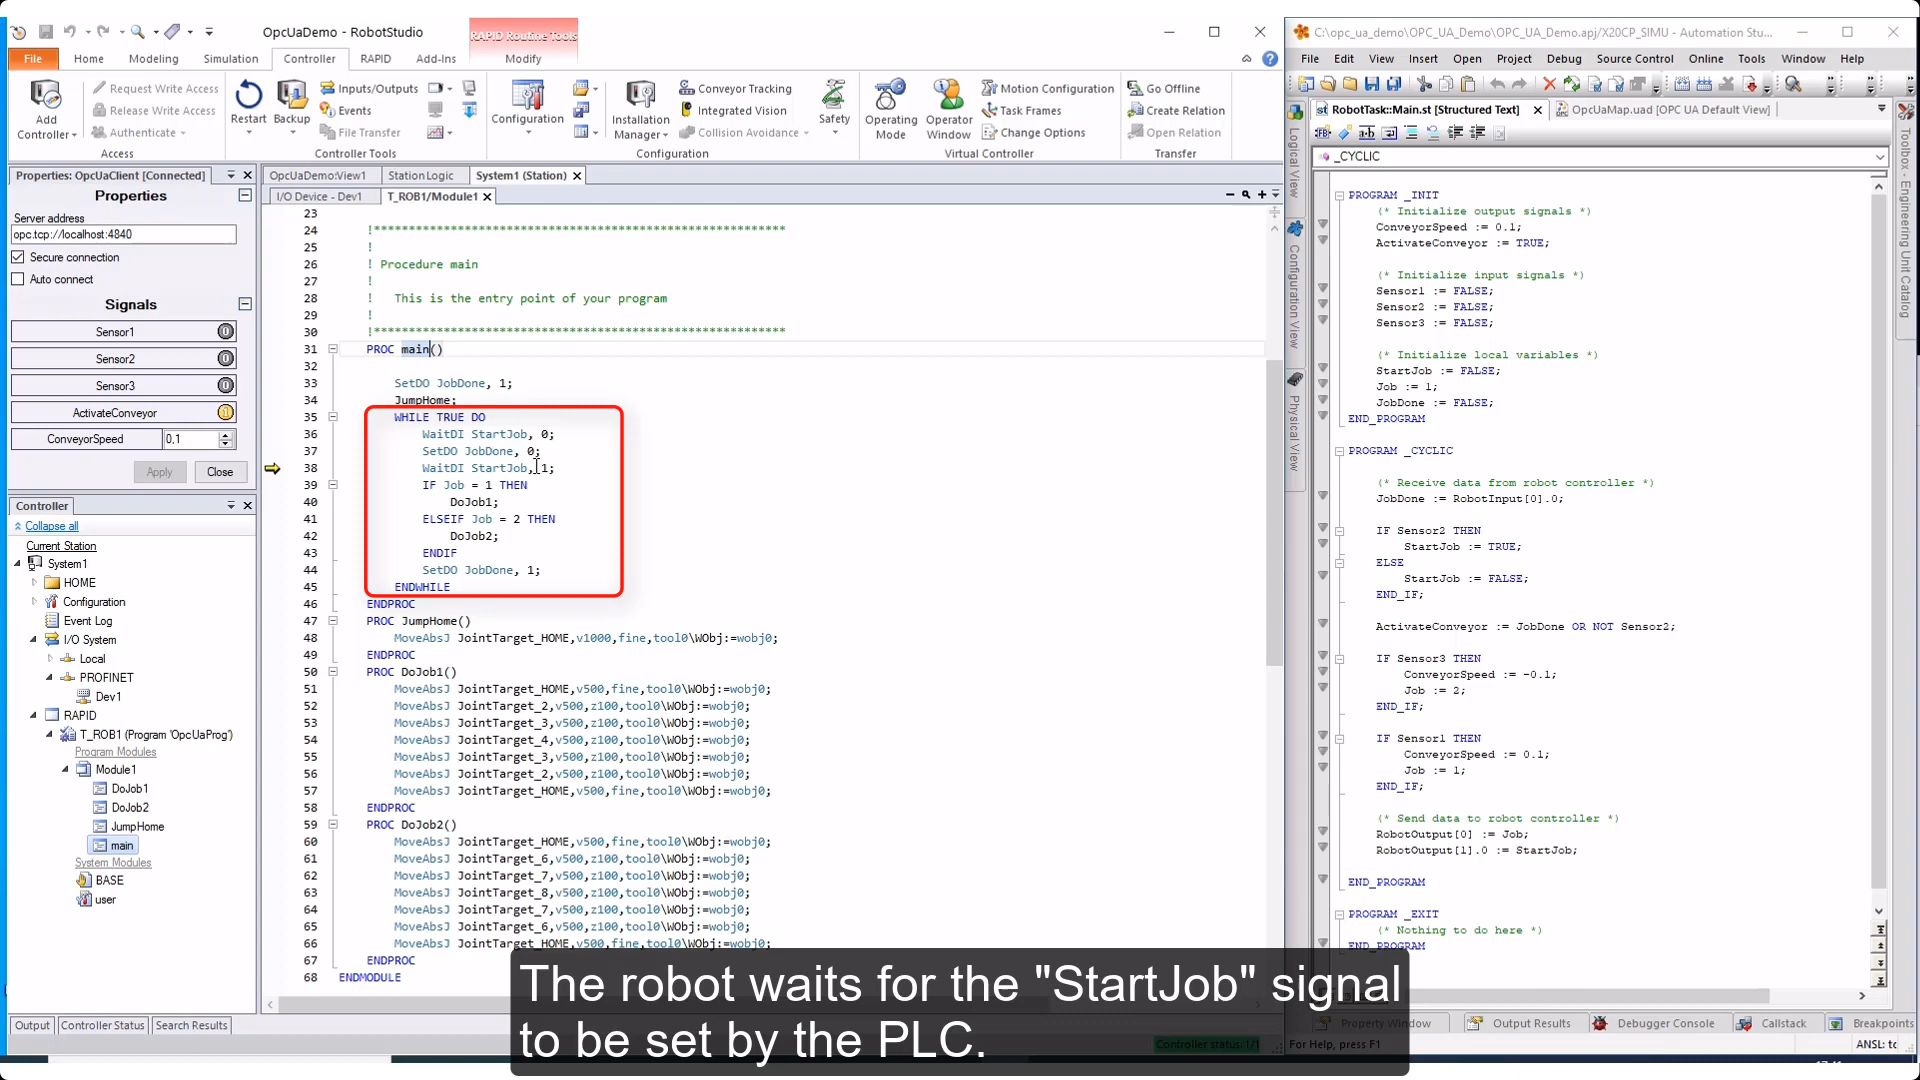 OpcUaDemo - RobotStudio
RAPID Routine Tools
File
Home
Modeling
Simulation
Controller
RAPID
Add-Ins
Modify
Add
Controller
Request Write Access
Release Write Access
Authenticate
Access
Restart
Backup
Inputs/Outputs
Events
File Transfer
Controller Tools
Configuration
Installation
Manager
Conveyor Tracking
Integrated Vision
Collision Avoidance
Safety
Configuration
Operating
Mode
Operator
Window
Motion Configuration
Task Frames
Change Options
Virtual Controller
Go Offline
Create Relation
Open Relation
Transfer
Properties: OpcUaClient [Connected]
Properties
Server address
opc.tcp://localhost:4840
Secure connection
Auto connect
Signals
Sensor1 0
Sensor2 0
Sensor3 0
ActivateConveyor 1
ConveyorSpeed 0,1
Apply
Close
Controller
Collapse all
Current Station
System1
HOME
Configuration
Event Log
I/O System
Local
PROFINET
Dev1
RAPID
T_ROB1 (Program 'OpcUaProg')
Program Modules
Module1
DoJob1
DoJob2
JumpHome
main
System Modules
BASE
user
Output
Controller Status
Search Results
OpcUaDemo:View1
Station Logic
System1 (Station)
I/O Device - Dev1
T_ROB1/Module1
23
24 !***********************************************************
25 !
26 ! Procedure main
27 !
28 ! This is the entry point of your program
29 !
30 !***********************************************************
31 PROC main()
32
33 SetDO JobDone, 1;
34 JumpHome;
35 WHILE TRUE DO
36 WaitDI StartJob, 0;
37 SetDO JobDone, 0;
38 WaitDI StartJob, 1;
39 IF Job = 1 THEN
40 DoJob1;
41 ELSEIF Job = 2 THEN
42 DoJob2;
43 ENDIF
44 SetDO JobDone, 1;
45 ENDWHILE
46 ENDPROC
47 PROC JumpHome()
48 MoveAbsJ JointTarget_HOME,v1000,fine,tool0\WObj:=wobj0;
49 ENDPROC
50 PROC DoJob1()
51 MoveAbsJ JointTarget_HOME,v500,fine,tool0\WObj:=wobj0;
52 MoveAbsJ JointTarget_2,v500,z100,tool0\WObj:=wobj0;
53 MoveAbsJ JointTarget_3,v500,z100,tool0\WObj:=wobj0;
54 MoveAbsJ JointTarget_4,v500,z100,tool0\WObj:=wobj0;
55 MoveAbsJ JointTarget_3,v500,z100,tool0\WObj:=wobj0;
56 MoveAbsJ JointTarget_2,v500,z100,tool0\WObj:=wobj0;
57 MoveAbsJ JointTarget_HOME,v500,fine,tool0\WObj:=wobj0;
58 ENDPROC
59 PROC DoJob2()
60 MoveAbsJ JointTarget_HOME,v500,fine,tool0\WObj:=wobj0;
61 MoveAbsJ JointTarget_6,v500,z100,tool0\WObj:=wobj0;
62 MoveAbsJ JointTarget_7,v500,z100,tool0\WObj:=wobj0;
63 MoveAbsJ JointTarget_8,v500,z100,tool0\WObj:=wobj0;
64 MoveAbsJ JointTarget_7,v500,z100,tool0\WObj:=wobj0;
65 MoveAbsJ JointTarget_6,v500,z100,tool0\WObj:=wobj0;
66 MoveAbsJ JointTarget_HOME,v500,fine,tool0\WObj:=wobj0;
67 ENDPROC
68 ENDMODULE
Controller status: 1/1
C:\opc_ua_demo\OPC_UA_Demo\OPC_UA_Demo.apj/X20CP_SIMU - Automation Stu...
File Edit View Insert Open Project Debug Source Control Online Tools Window Help
RobotTask::Main.st [Structured Text]
OpcUaMap.uad [OPC UA Default View]
_CYCLIC
Logical View
Configuration View
Physical View
Toolbox - Engineering Unit Catalog
PROGRAM _INIT
(* Initialize output signals *)
ConveyorSpeed := 0.1;
ActivateConveyor := TRUE;
(* Initialize input signals *)
Sensor1 := FALSE;
Sensor2 := FALSE;
Sensor3 := FALSE;
(* Initialize local variables *)
StartJob := FALSE;
Job := 1;
JobDone := FALSE;
END_PROGRAM
PROGRAM _CYCLIC
(* Receive data from robot controller *)
JobDone := RobotInput[0].0;
IF Sensor2 THEN
StartJob := TRUE;
ELSE
StartJob := FALSE;
END_IF;
ActivateConveyor := JobDone OR NOT Sensor2;
IF Sensor3 THEN
ConveyorSpeed := -0.1;
Job := 2;
END_IF;
IF Sensor1 THEN
ConveyorSpeed := 0.1;
Job := 1;
END_IF;
(* Send data to robot controller *)
RobotOutput[0] := Job;
RobotOutput[1].0 := StartJob;
END_PROGRAM
PROGRAM _EXIT
(* Nothing to do here *)
END_PROGRAM
Property Window
Output Results
Debugger Console
Callstack
Breakpoints
For Help, press F1
ANSL: tc
The robot waits for the "StartJob" signal
to be set by the PLC.